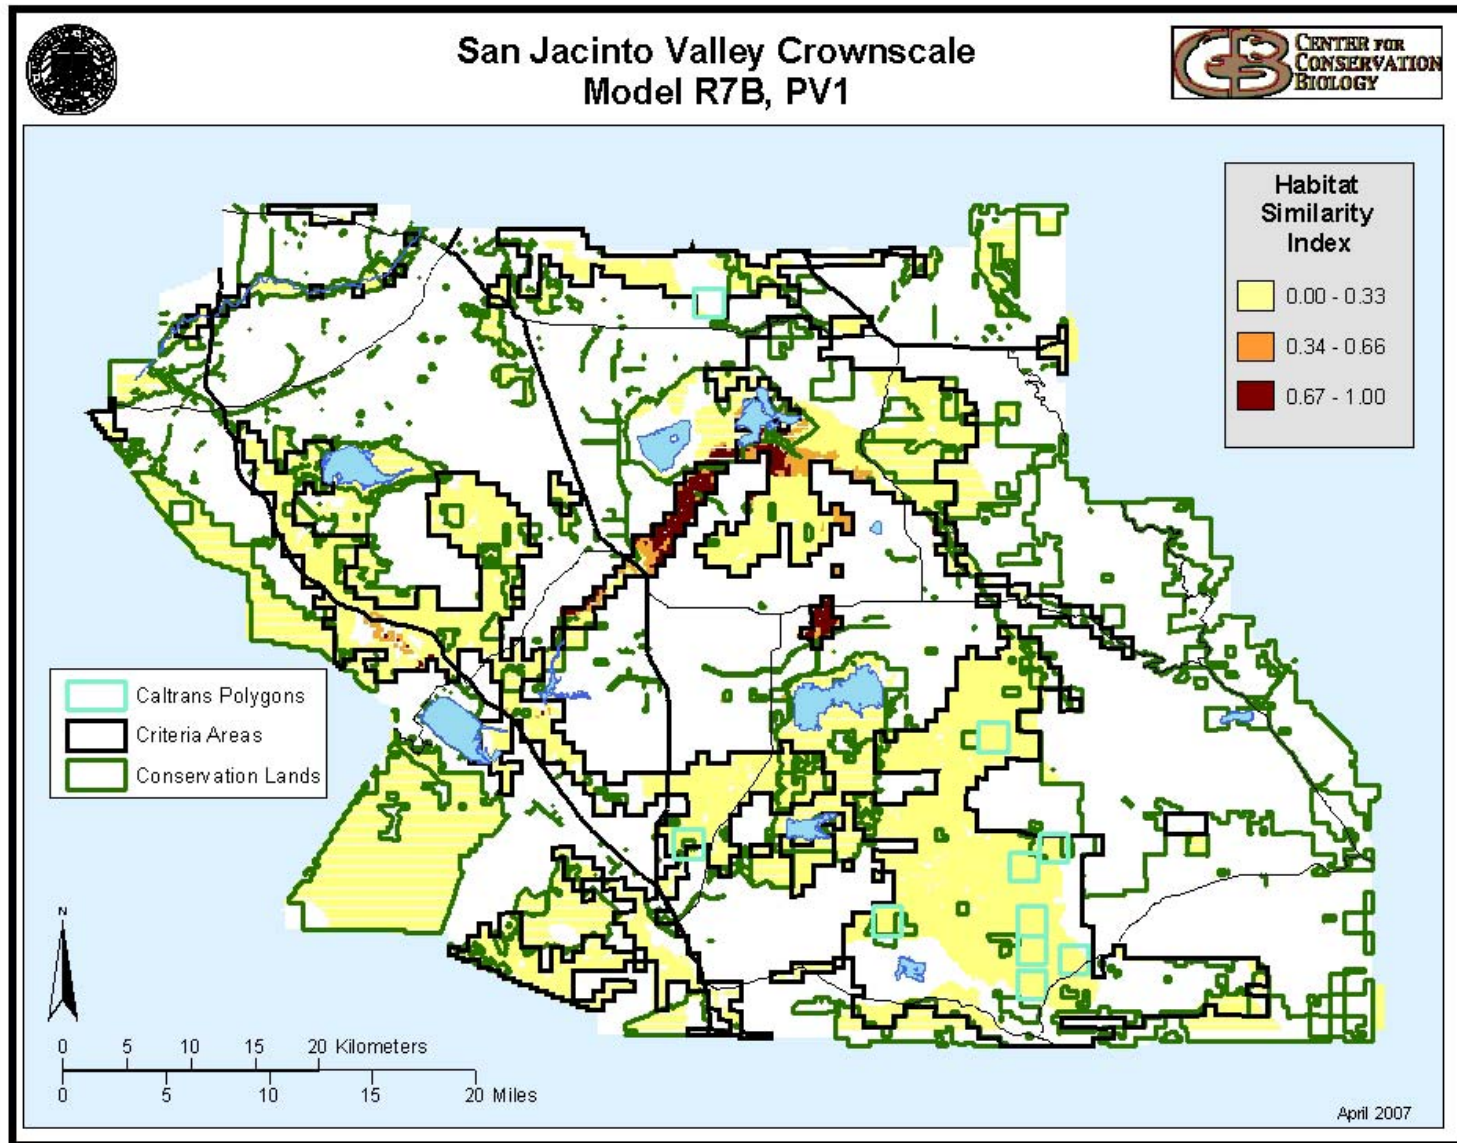 San Jacinto Valley Crownscale
Model R7B, PV1
CENTER FOR
CONSERVATION
BIOLOGY
Habitat
Similarity
Index
0.00 - 0.33
0.34 - 0.66
0.67 - 1.00
Caltrans Polygons
Criteria Areas
Conservation Lands
N
0 5 10 15 20 Kilometers
0 5 10 15 20 Miles
April 2007